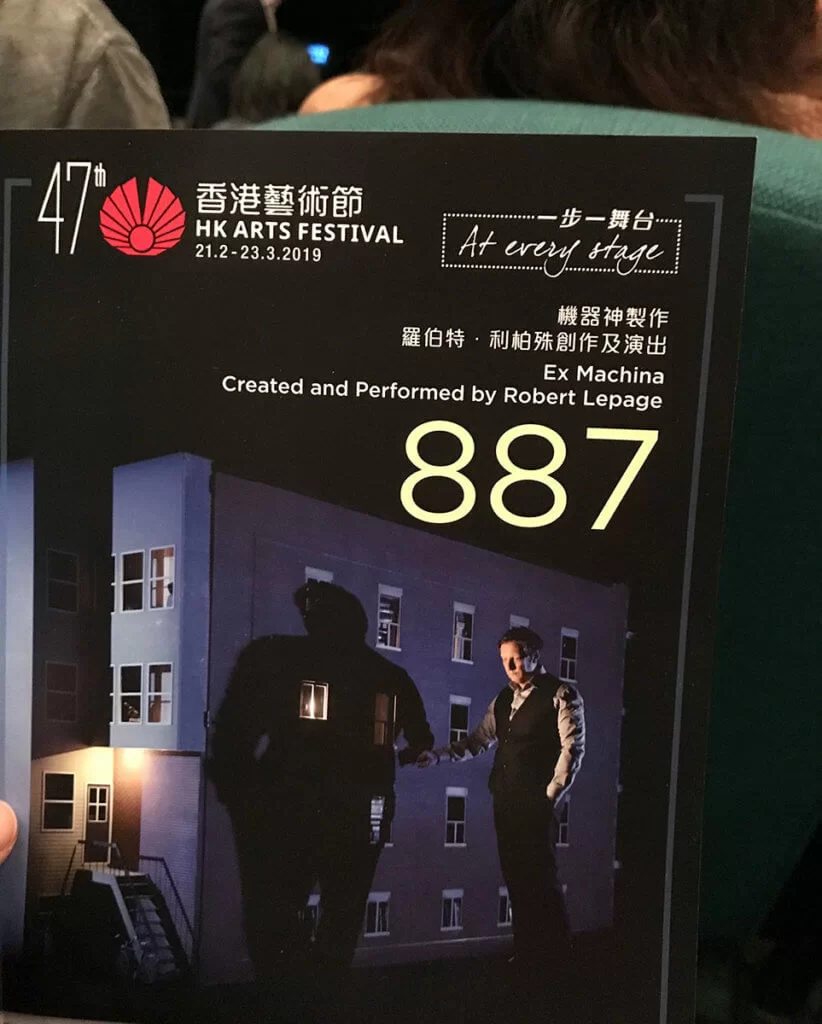 47th
香港藝術節
HK ARTS FESTIVAL
21.2 - 23.3.2019
一步一舞台
At every stage
機器神製作
羅伯特．利柏殊創作及演出
Ex Machina
Created and Performed by Robert Lepage
887